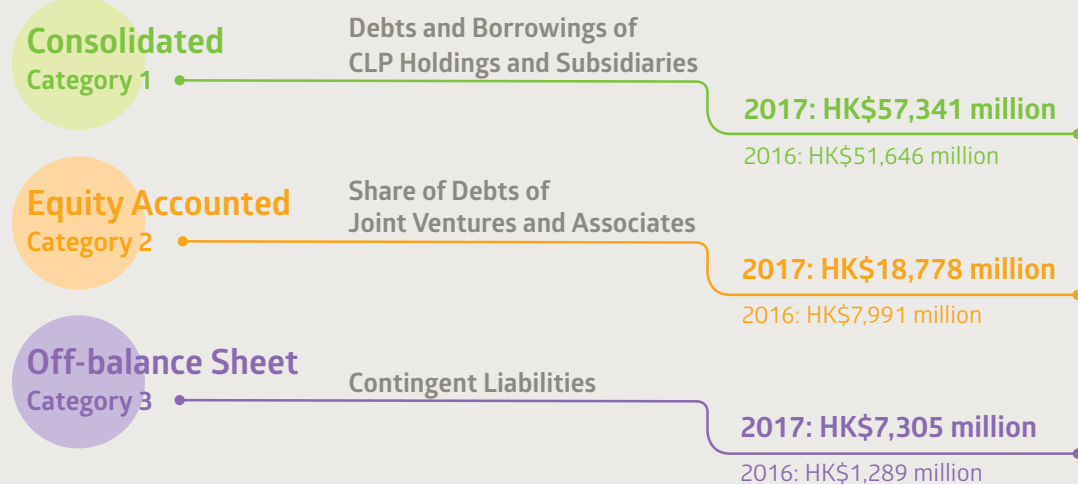 Consolidated
Category 1
Debts and Borrowings of
CLP Holdings and Subsidiaries
2017: HK$57,341 million
2016: HK$51,646 million
Equity Accounted
Category 2
Share of Debts of
Joint Ventures and Associates
2017: HK$18,778 million
2016: HK$7,991 million
Off-balance Sheet
Category 3
Contingent Liabilities
2017: HK$7,305 million
2016: HK$1,289 million